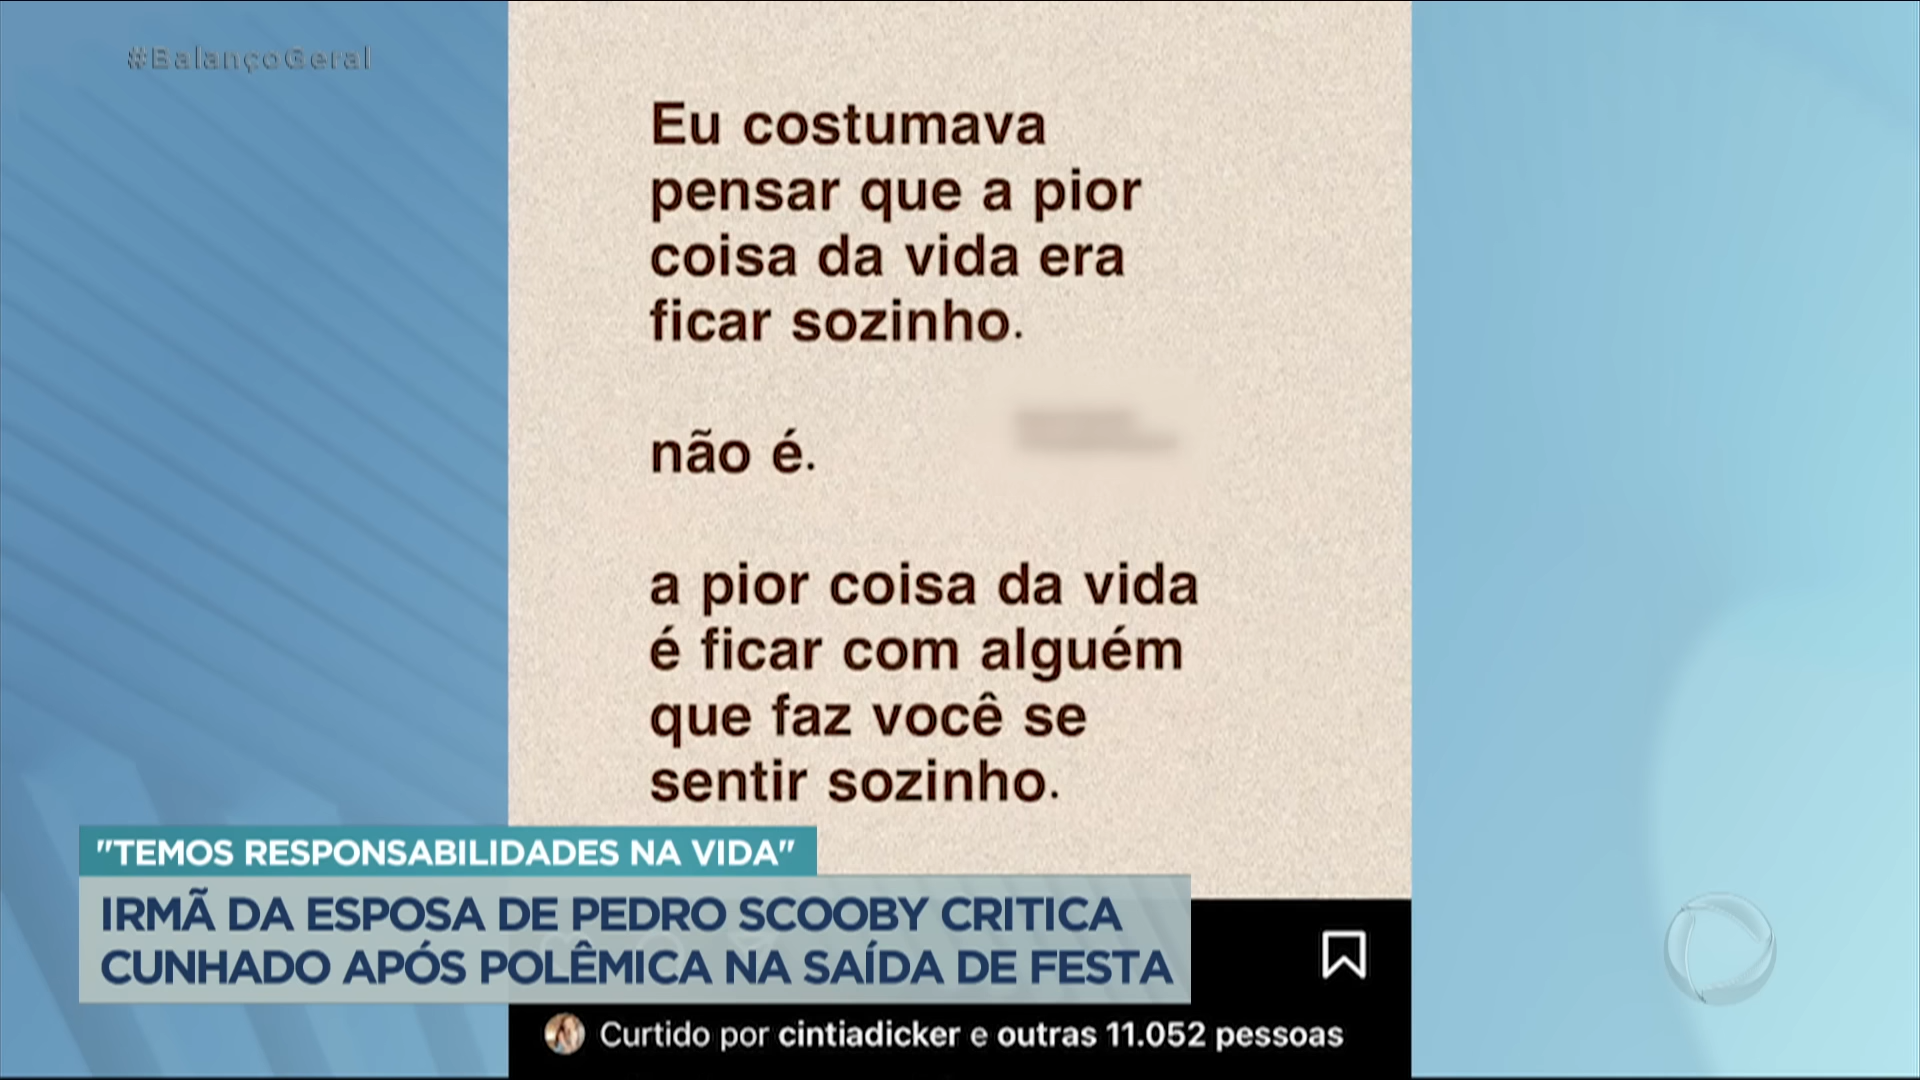 #BalançoGeral
Eu costumava
pensar que a pior
coisa da vida era
ficar sozinho.
não é.
a pior coisa da vida
é ficar com alguém
que faz você se
sentir sozinho.
"TEMOS RESPONSABILIDADES NA VIDA"
IRMÃ DA ESPOSA DE PEDRO SCOOBY CRITICA
CUNHADO APÓS POLÊMICA NA SAÍDA DE FESTA
Curtido por cintiadicker e outras 11.052 pessoas